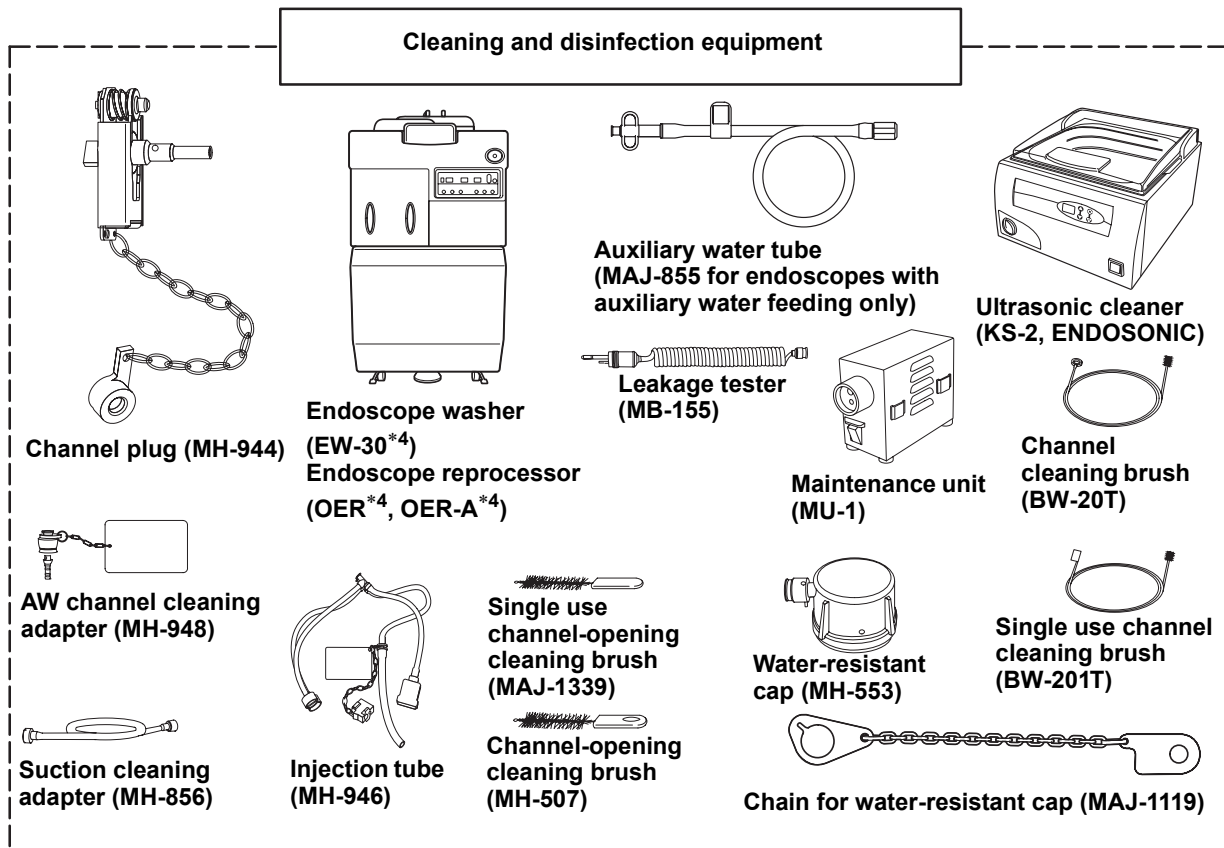 Cleaning and disinfection equipment
Channel plug (MH-944)
Endoscope washer
(EW-30*4)
Endoscope reprocessor
(OER*4, OER-A*4)
Auxiliary water tube
(MAJ-855 for endoscopes with
auxiliary water feeding only)
Ultrasonic cleaner
(KS-2, ENDOSONIC)
Leakage tester
(MB-155)
Maintenance unit
(MU-1)
Channel
cleaning brush
(BW-20T)
AW channel cleaning
adapter (MH-948)
Suction cleaning
adapter (MH-856)
Injection tube
(MH-946)
Single use
channel-opening
cleaning brush
(MAJ-1339)
Channel-opening
cleaning brush
(MH-507)
Water-resistant
cap (MH-553)
Single use channel
cleaning brush
(BW-201T)
Chain for water-resistant cap (MAJ-1119)